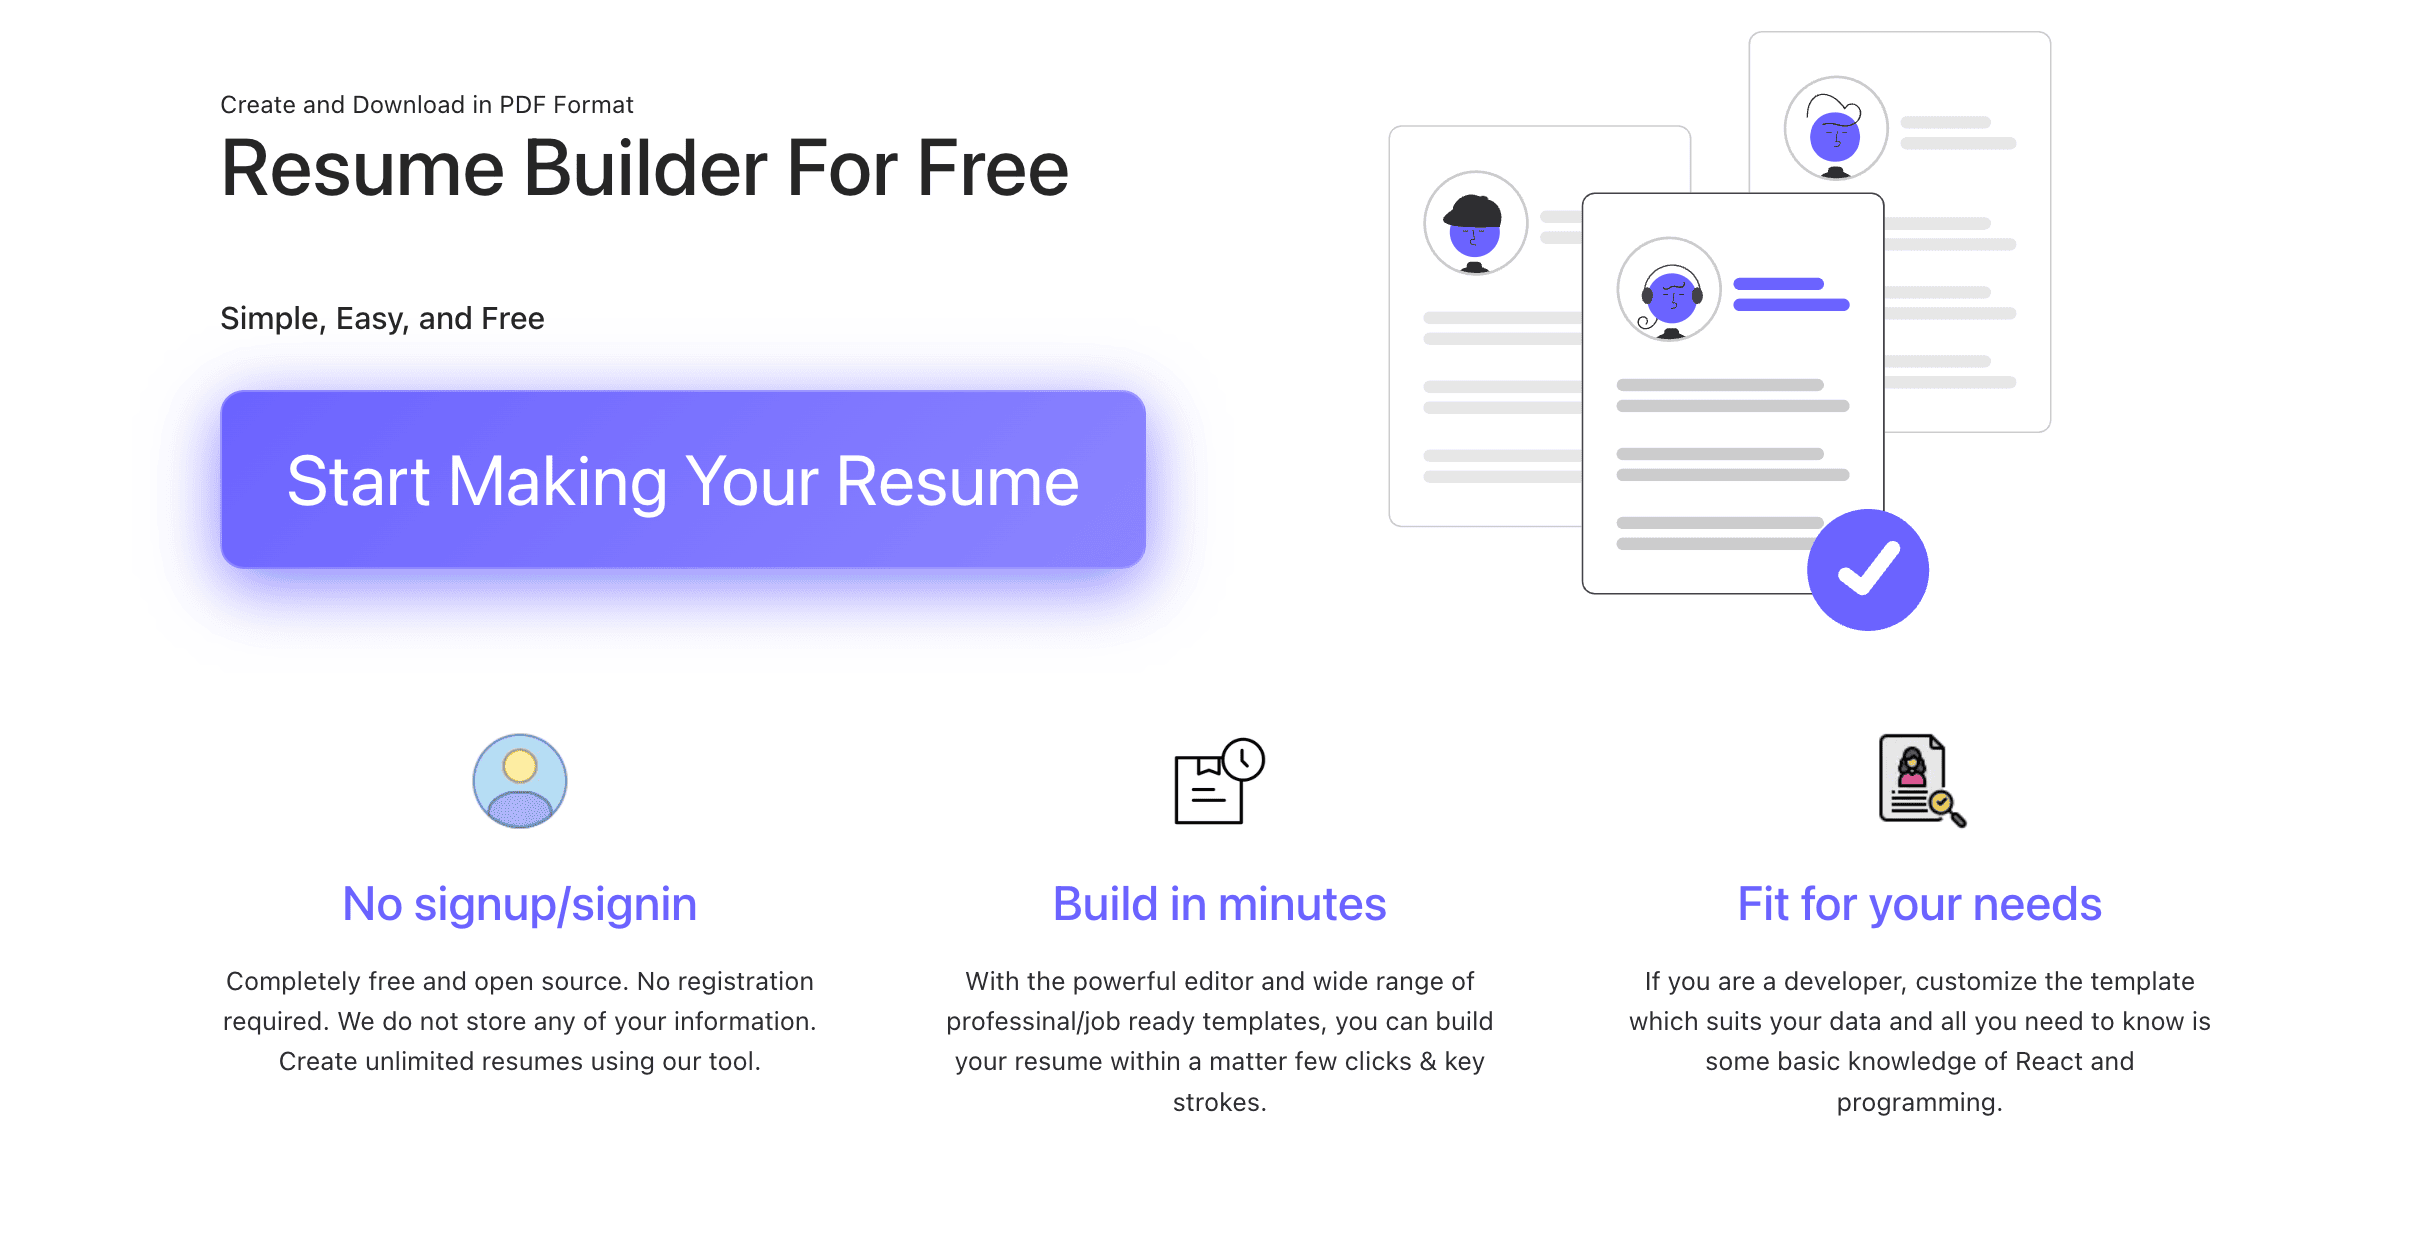 Create and Download in PDF Format
Resume Builder For Free
Simple, Easy, and Free
Start Making Your Resume
No signup/signin
Completely free and open source. No registration
required. We do not store any of your information.
Create unlimited resumes using our tool.
Build in minutes
With the powerful editor and wide range of
professinal/job ready templates, you can build
your resume within a matter few clicks & key
strokes.
Fit for your needs
If you are a developer, customize the template
which suits your data and all you need to know is
some basic knowledge of React and
programming.